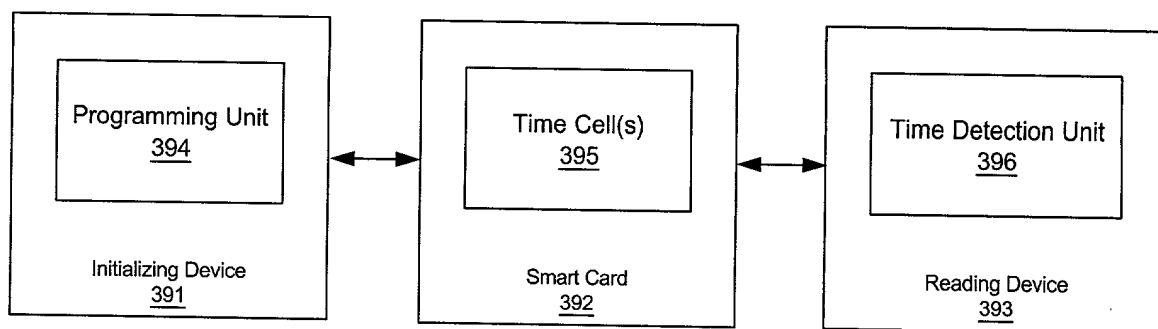 Programming Unit
394
Initializing Device
391
Time Cell(s)
395
Smart Card
392
Time Detection Unit
396
Reading Device
393